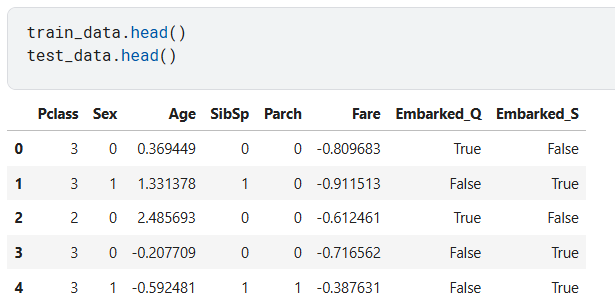 train_data.head()
test_data.head()
Pclass Sex Age SibSp Parch Fare Embarked_Q Embarked_S
0 3 0 0.369449 0 0 -0.809683 True False
1 3 1 1.331378 1 0 -0.911513 False True
2 2 0 2.485693 0 0 -0.612461 True False
3 3 0 -0.207709 0 0 -0.716562 False True
4 3 1 -0.592481 1 1 -0.387631 False True